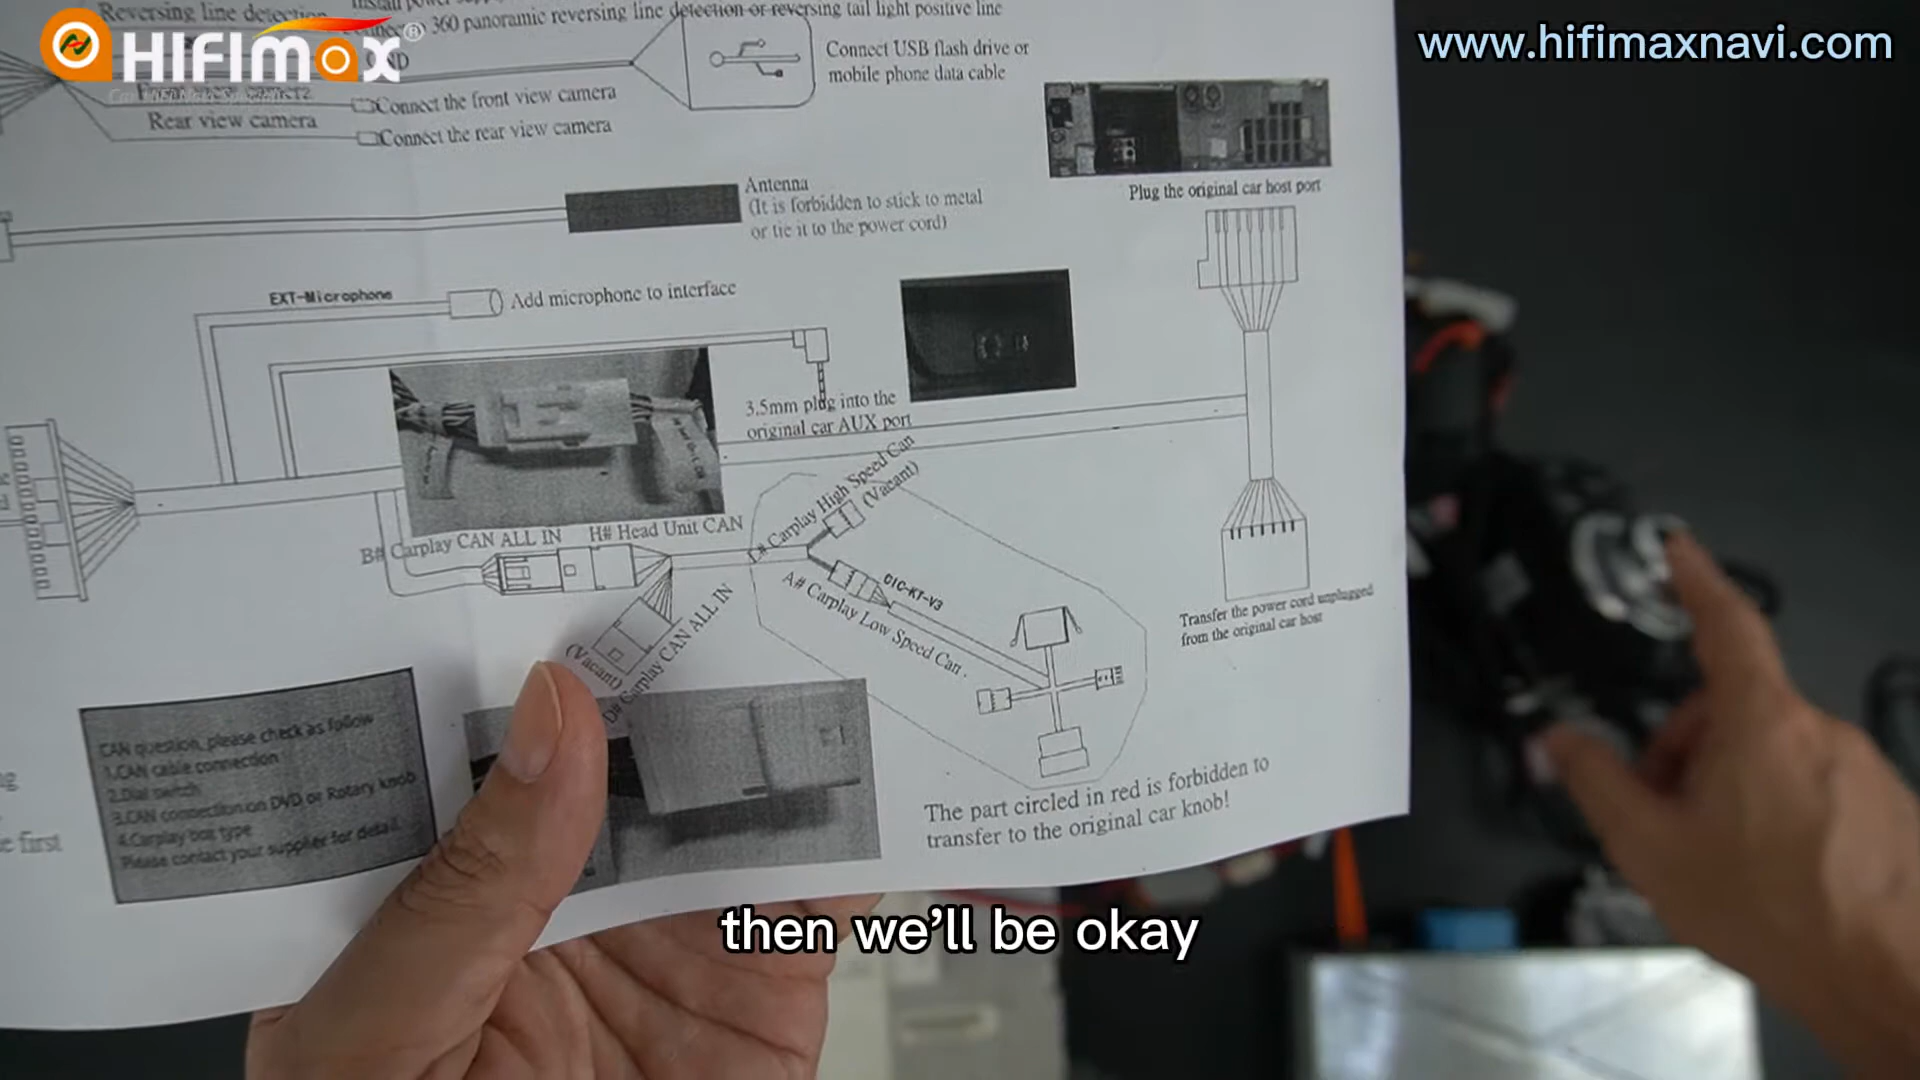 Reversing line detection
360 panoramic reversing line detection or reversing tail light positive line
HIFIMAX®
GND
www.hifimaxnavi.com
Connect USB flash drive or
mobile phone data cable
Connect the front view camera
Rear view camera
Connect the rear view camera
Plug the original car host port
Antenna
(It is forbidden to stick to metal
or tie it to the power cord)
EXT-Microphone
Add microphone to interface
3.5mm plug into the
original car AUX port
Carplay High Speed Can
(Vacant)
B# Carplay CAN ALL IN
H# Head Unit CAN
CIC-KT-V3
A# Carplay Low Speed Can .
(Vacant)
D# Carplay CAN ALL IN
Transfer the power cord unplugged
from the original car host
CAN question, please check as follow
1.CAN cable connection
2.Dial switch
3.CAN connection on DVD or Rotary knob
4.Carplay box type
Please contact your supplier for detail.
e first
The part circled in red is forbidden to
transfer to the original car knob!
then we'll be okay